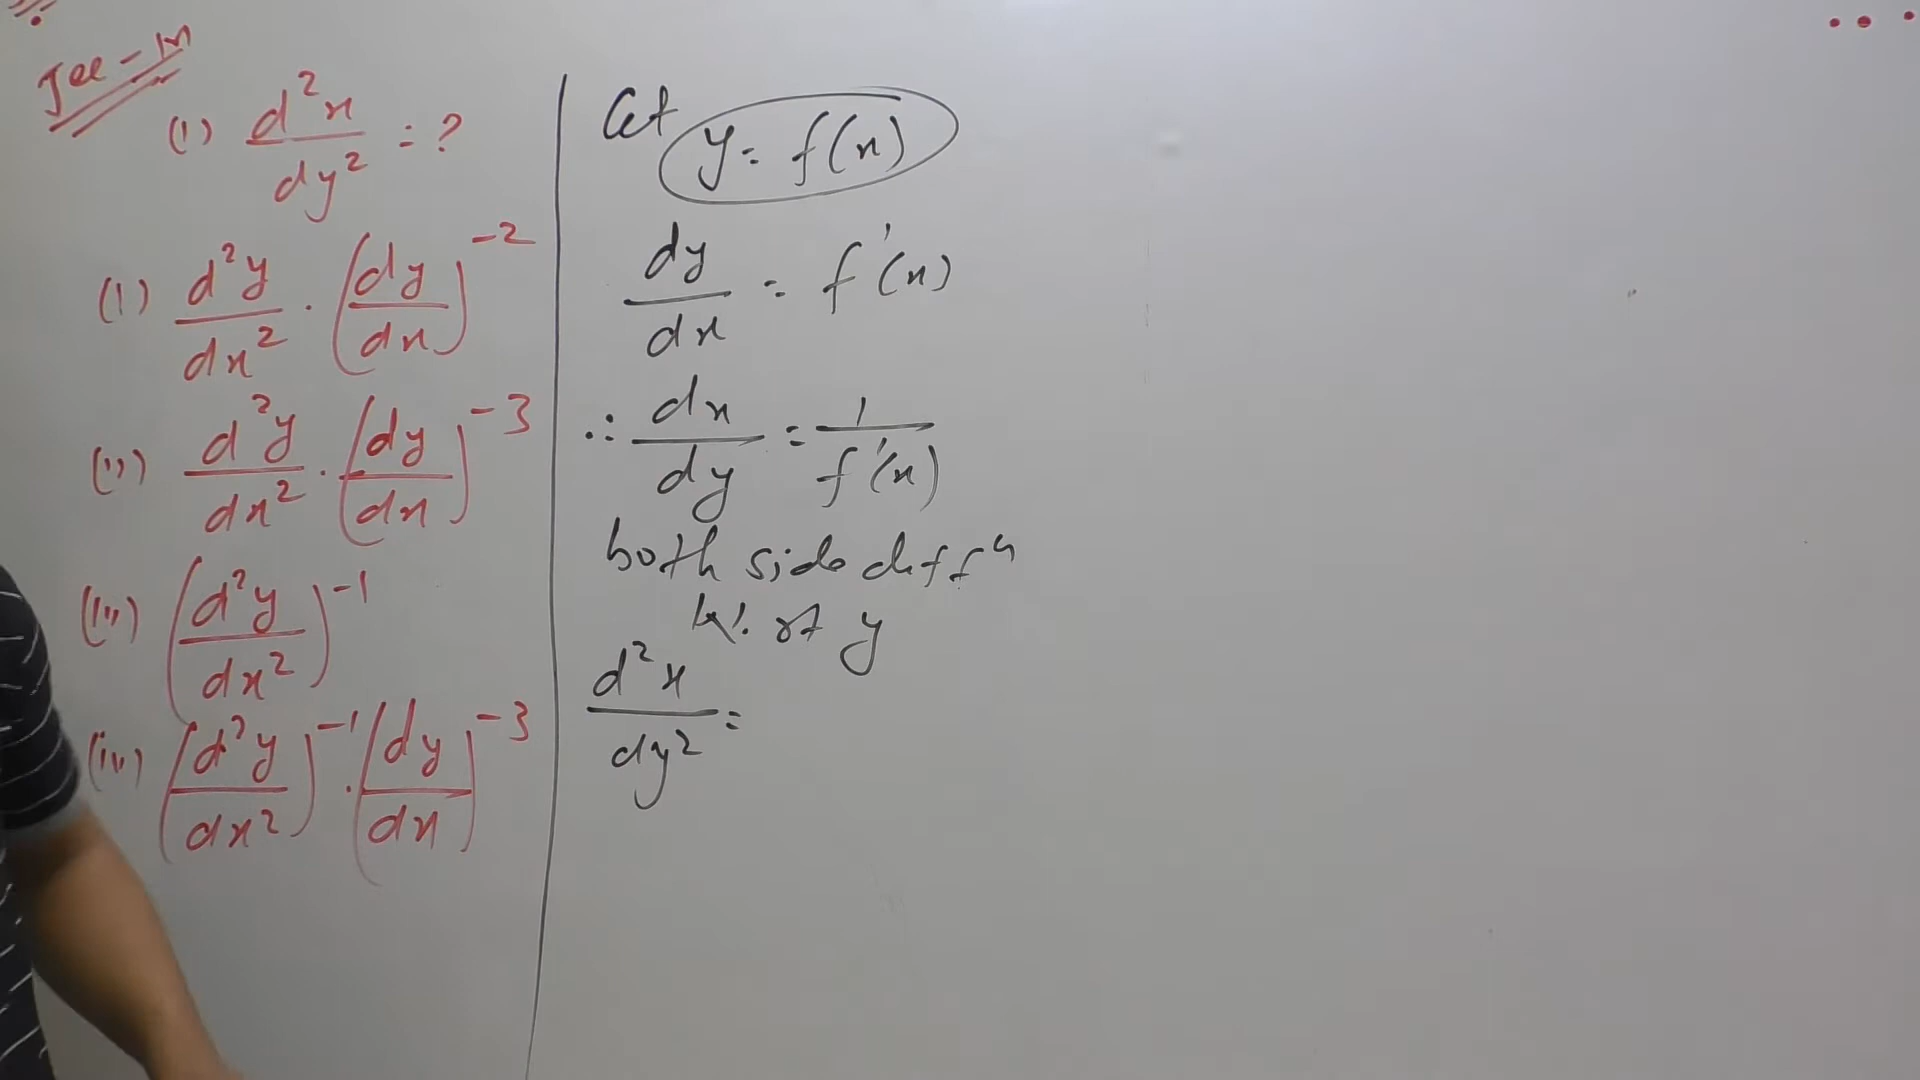 Jee-M
(1) d²x/dy² = ?
(i) d²y/dx² · (dy/dx)⁻²
(ii) d²y/dx² · (dy/dx)⁻³
(iii) (d²y/dx²)⁻¹
(iv) (d²y/dx²)⁻¹ · (dy/dx)⁻³
Let y = f(x)
dy/dx = f'(x)
∴ dx/dy = 1/f'(x)
both side diffⁿ
w. r t y
d²x/dy² =